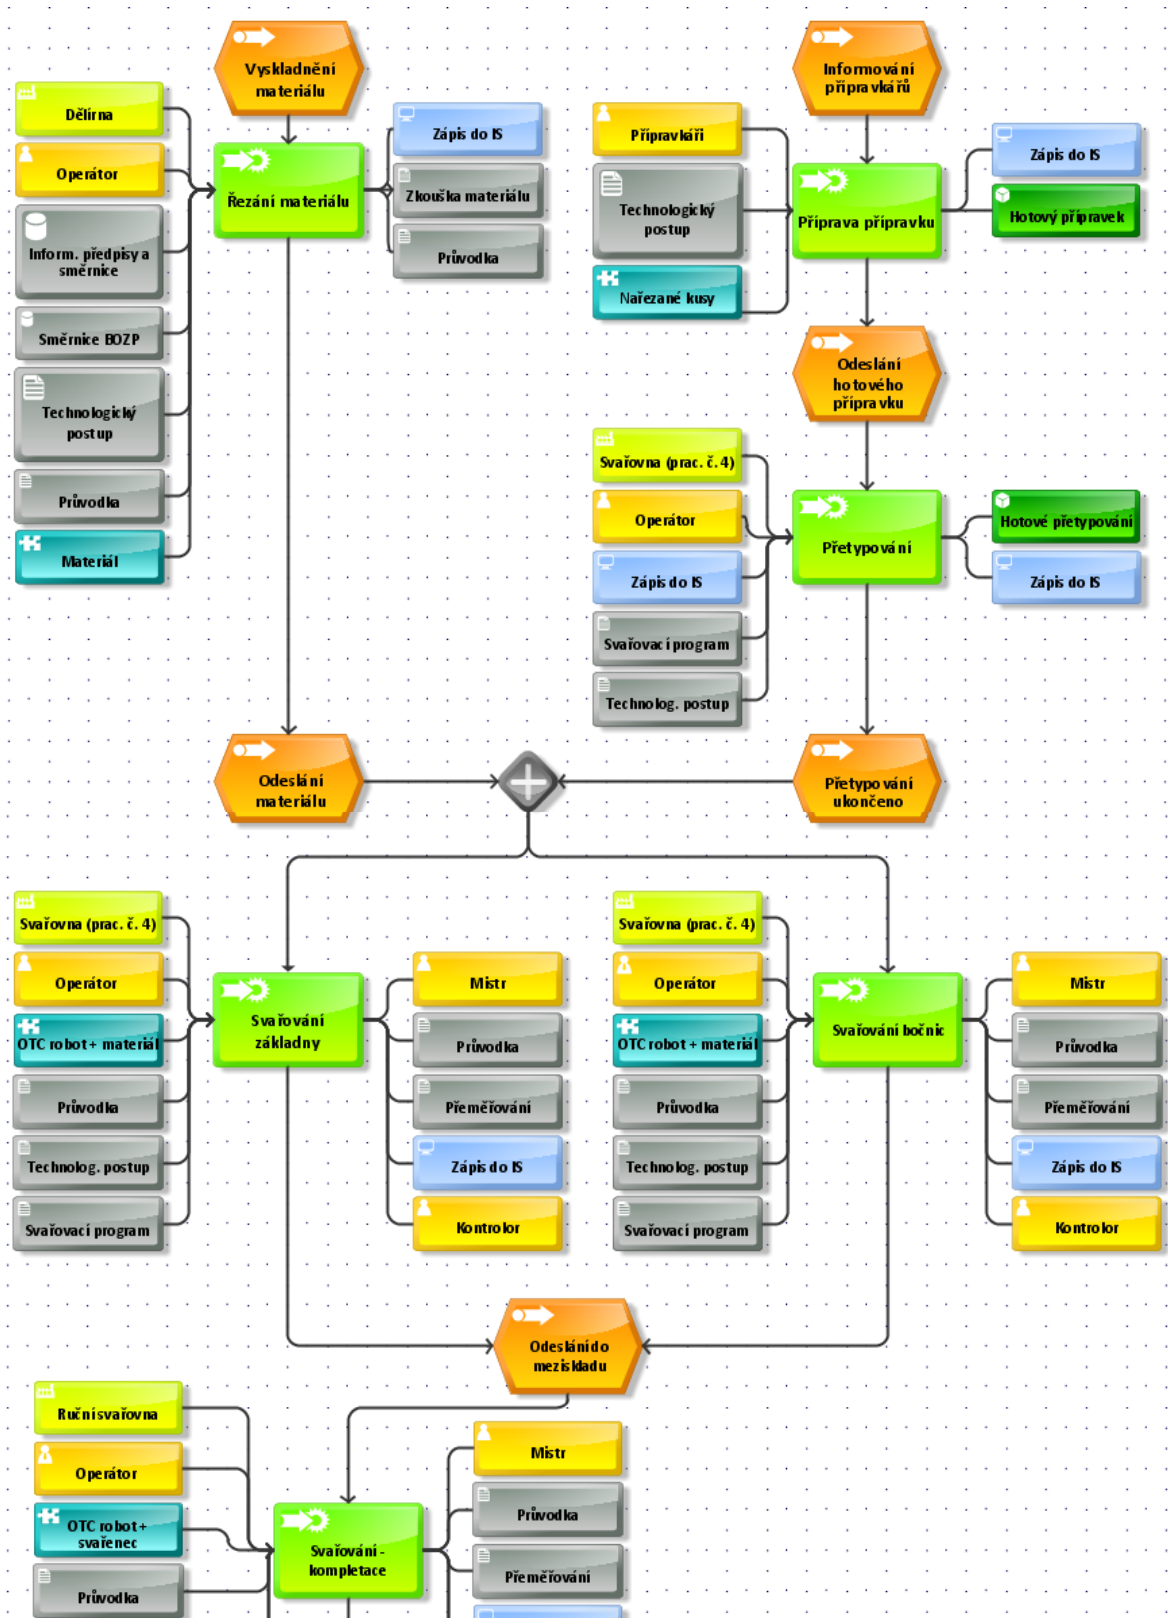 Vyskladnění
materiálu
Dělírna
Operátor
Inform. předpisy a
směrnice
Směrnice BOZP
Technologický
postup
Průvodka
Materiál
Řezání materiálu
Zápis do IS
Zkouška materiálu
Průvodka
Informování
přípravkářů
Přípravkáři
Technologický
postup
Nařezané kusy
Příprava přípravku
Zápis do IS
Hotový přípravek
Odeslání
hotového
přípravku
Svařovna (prac. č. 4)
Operátor
Zápis do IS
Svařovací program
Technolog. postup
Přetypování
Hotové přetypování
Zápis do IS
Odeslání
materiálu
Přetypování
ukončeno
Svařovna (prac. č. 4)
Operátor
OTC robot + materiál
Průvodka
Technolog. postup
Svařovací program
Svařování
základny
Mistr
Průvodka
Přeměřování
Zápis do IS
Kontrolor
Svařovna (prac. č. 4)
Operátor
OTC robot + materiál
Průvodka
Technolog. postup
Svařovací program
Svařování bočnic
Mistr
Průvodka
Přeměřování
Zápis do IS
Kontrolor
Odeslání do
meziskladu
Ruční svařovna
Operátor
OTC robot +
svařenec
Průvodka
Svařování -
kompletace
Mistr
Průvodka
Přeměřování